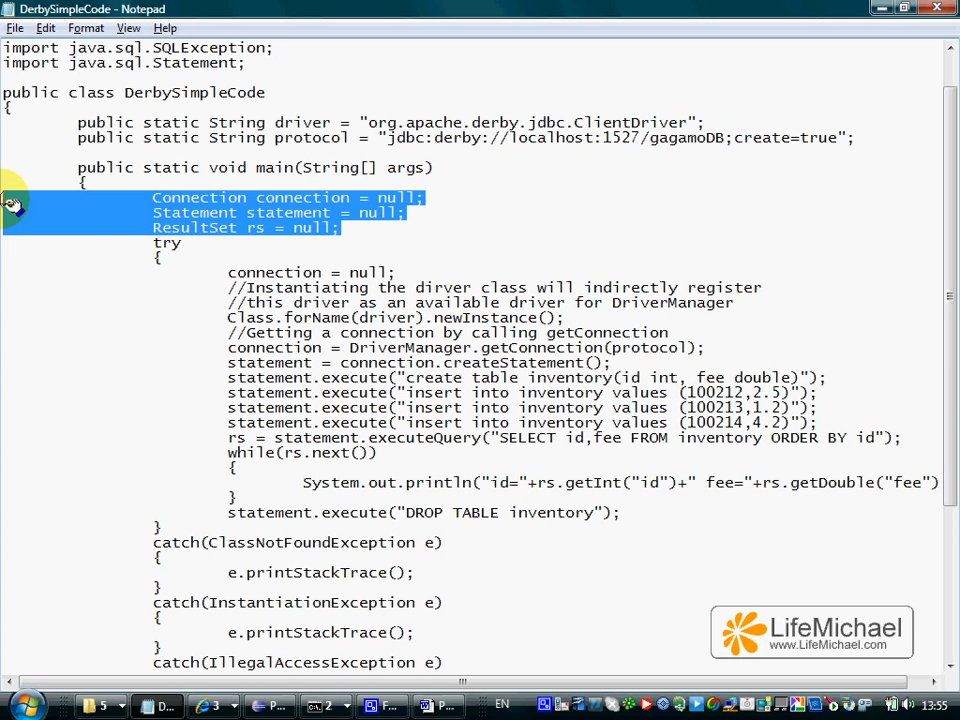 DerbySimpleCode - Notepad
File Edit Format View Help
import java.sql.SQLException;
import java.sql.Statement;
public class DerbySimpleCode
{
public static String driver = "org.apache.derby.jdbc.ClientDriver";
public static String protocol = "jdbc:derby://localhost:1527/gagamoDB;create=true";
public static void main(String[] args)
{
Connection connection = null;
Statement statement = null;
ResultSet rs = null;
try
{
connection = null;
//Instantiating the dirver class will indirectly register
//this driver as an available driver for DriverManager
Class.forName(driver).newInstance();
//Getting a connection by calling getConnection
connection = DriverManager.getConnection(protocol);
statement = connection.createStatement();
statement.execute("create table inventory(id int, fee double)");
statement.execute("insert into inventory values (100212,2.5)");
statement.execute("insert into inventory values (100213,1.2)");
statement.execute("insert into inventory values (100214,4.2)");
rs = statement.executeQuery("SELECT id,fee FROM inventory ORDER BY id");
while(rs.next())
{
System.out.println("id="+rs.getInt("id")+" fee="+rs.getDouble("fee")
}
statement.execute("DROP TABLE inventory");
}
catch(ClassNotFoundException e)
{
e.printStackTrace();
}
catch(InstantiationException e)
{
e.printStackTrace();
}
catch(IllegalAccessException e)
LifeMichael
www.LifeMichael.com
5 D... 3 P... 2 F... P... EN 13:55